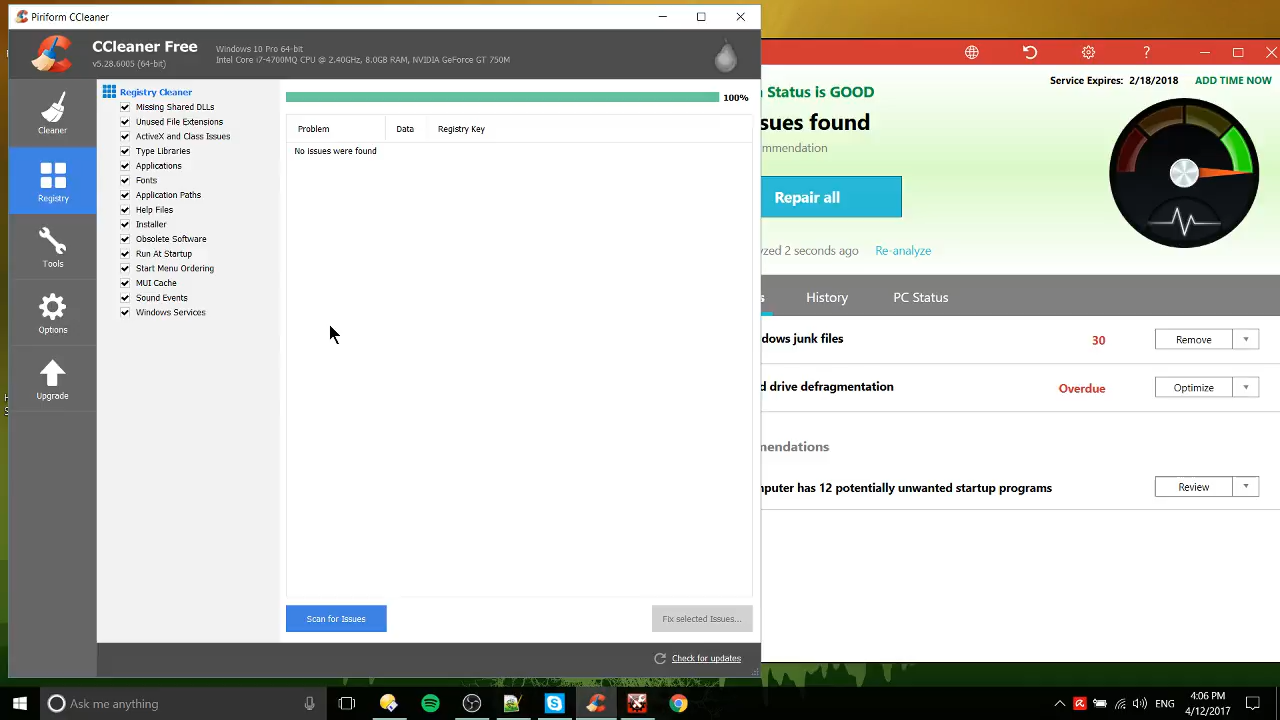 Piriform CCleaner
CCleaner Free
v5.28.6005 (64-bit)
Windows 10 Pro 64-bit
Intel Core i7-4700MQ CPU @ 2.40GHz, 8.0GB RAM, NVIDIA GeForce GT 750M
Cleaner
Registry
Tools
Options
Upgrade
Registry Cleaner
Missing Shared DLLs
Unused File Extensions
ActiveX and Class Issues
Type Libraries
Applications
Fonts
Application Paths
Help Files
Installer
Obsolete Software
Run At Startup
Start Menu Ordering
MUI Cache
Sound Events
Windows Services
100%
Problem Data Registry Key
No issues were found
Scan for Issues
Fix selected Issues...
Check for updates
?
Service Expires: 2/18/2018 ADD TIME NOW
Status is GOOD
sues found
mmendation
Repair all
zed 2 seconds ago Re-analyze
s History PC Status
dows junk files 30 Remove
d drive defragmentation Overdue Optimize
mendations
mputer has 12 potentially unwanted startup programs Review
Ask me anything
ENG
4:06 PM
4/12/2017